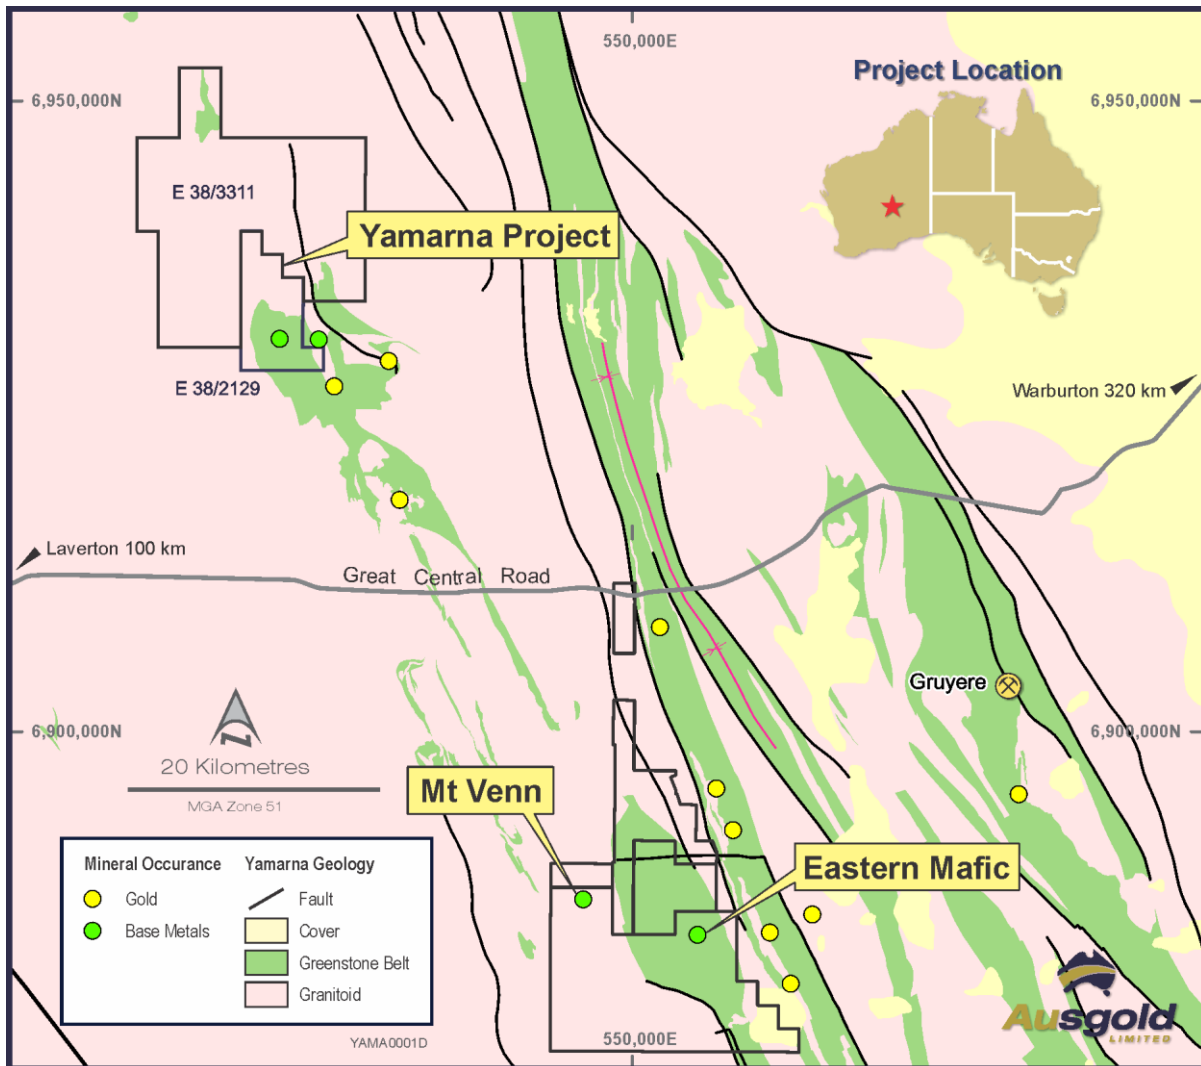 550,000E
Project Location
6,950,000N
6,950,000N
E 38/3311
Yamarna Project
E 38/2129
Warburton 320 km
Laverton 100 km
Great Central Road
Gruyere
6,900,000N
6,900,000N
20 Kilometres
MGA Zone 51
Mt Venn
Eastern Mafic
Mineral Occurance
Yamarna Geology
Gold
Fault
Base Metals
Cover
Greenstone Belt
Granitoid
YAMA0001D
550,000E
Ausgold
LIMITED